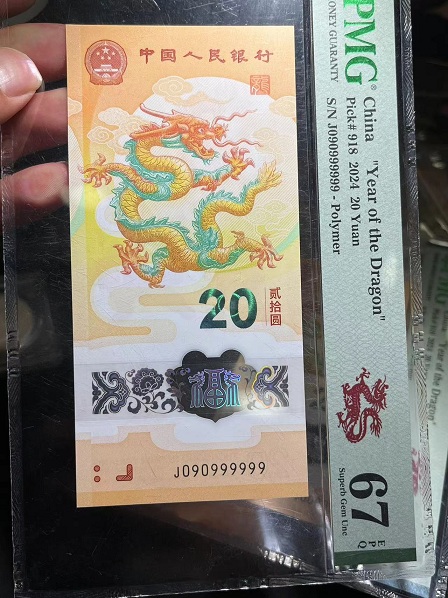 中国人民银行
20
贰拾圆
J090999999
PMG
MONEY GUARANTY
China "Year of the Dragon"
Pick# 918 2024 20 Yuan
S/N J090999999 - Polymer
67 EPQ
Superb Gem Unc